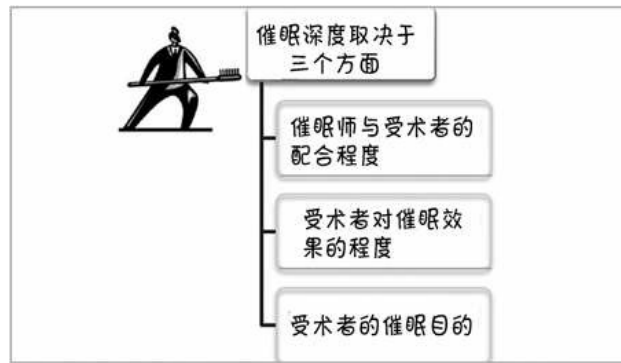 催眠深度取决于
三个方面
催眠师与受术者的
配合程度
受术者对催眠效
果的程度
受术者的催眠目的